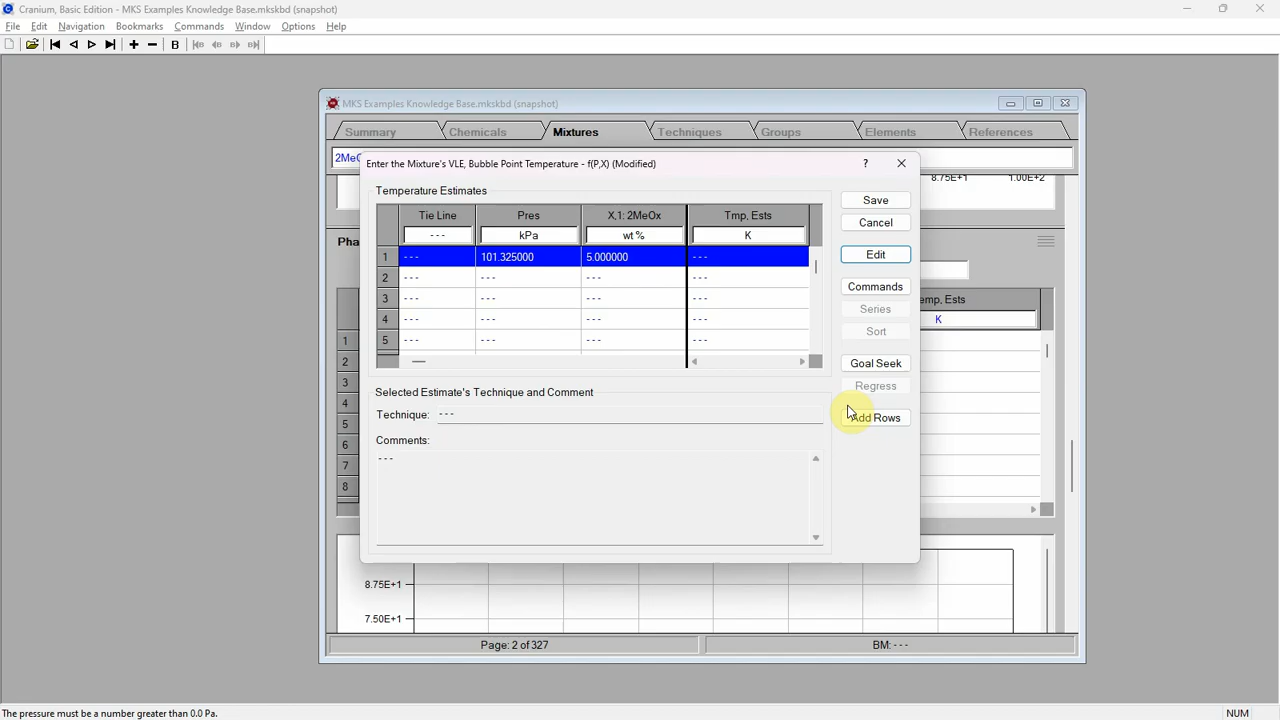 Cranium, Basic Edition - MKS Examples Knowledge Base.mkskbd (snapshot)
File Edit Navigation Bookmarks Commands Window Options Help
B
MKS Examples Knowledge Base.mkskbd (snapshot)
Summary Chemicals Mixtures Techniques Groups Elements References
2MeO
8.75E+1 1.00E+2
Enter the Mixture's VLE, Bubble Point Temperature - f(P,X) (Modified) ?
Temperature Estimates
Tie Line Pres X,1: 2MeOx Tmp, Ests
--- kPa wt % K
1 --- 101.325000 5.000000 ---
2 --- --- --- ---
3 --- --- --- ---
4 --- --- --- ---
5 --- --- --- ---
Selected Estimate's Technique and Comment
Technique: ---
Comments:
---
Save
Cancel
Edit
Commands
Series
Sort
Goal Seek
Regress
Add Rows
Pha
emp, Ests
K
1
2
3
4
5
6
7
8
8.75E+1
7.50E+1
Page: 2 of 327 BM: ---
The pressure must be a number greater than 0.0 Pa. NUM